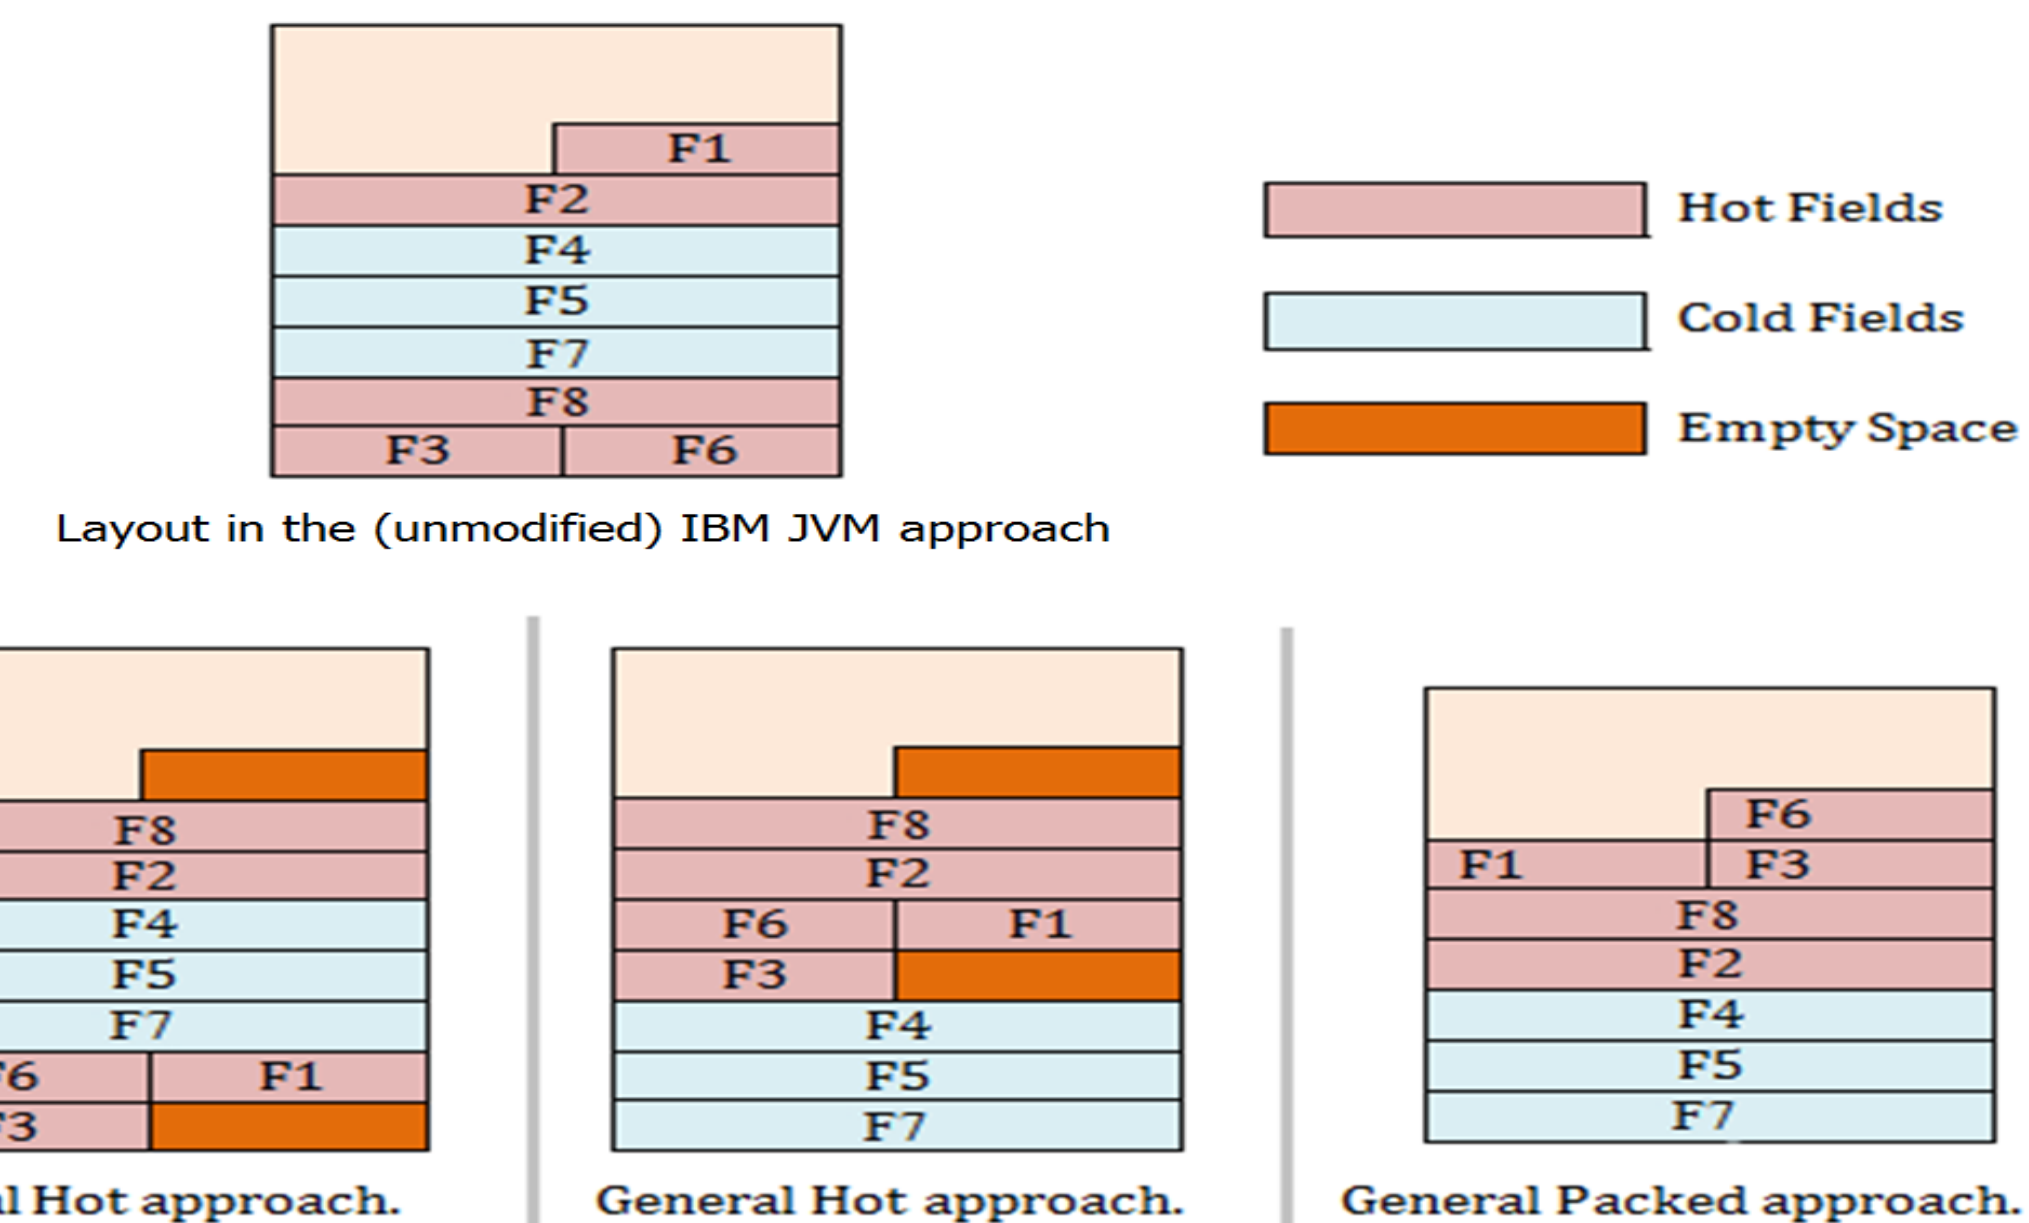 F1
F2
F4
F5
F7
F8
F3 F6
Hot Fields
Cold Fields
Empty Space
Layout in the (unmodified) IBM JVM approach
F8
F2
F4
F5
F7
F1
Hot approach.
F8
F2
F6 F1
F3
F4
F5
F7
General Hot approach.
F6
F1 F3
F8
F2
F4
F5
F7
General Packed approach.